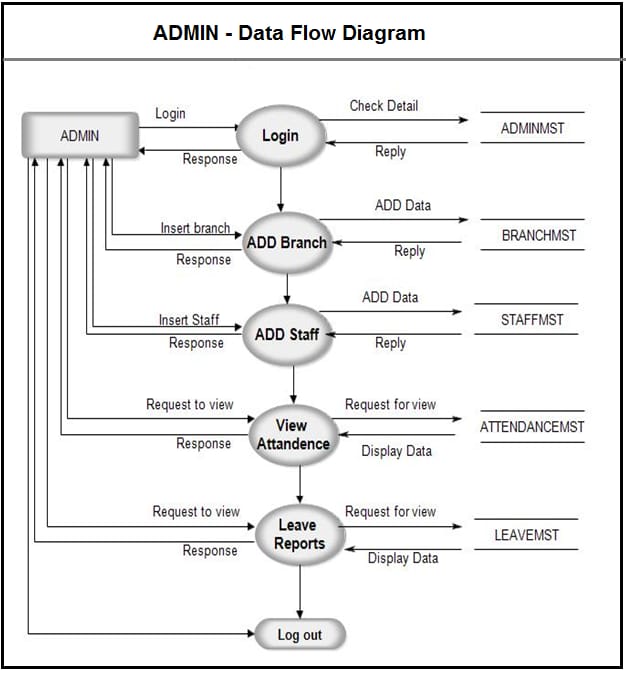 ADMIN - Data Flow Diagram
ADMIN
Login
Response
Login
Check Detail
Reply
ADMINMST
Insert branch
Response
ADD Branch
ADD Data
Reply
BRANCHMST
Insert Staff
Response
ADD Staff
ADD Data
Reply
STAFFMST
Request to view
Response
View
Attandence
Request for view
Display Data
ATTENDANCEMST
Request to view
Response
Leave
Reports
Request for view
Display Data
LEAVEMST
Log out